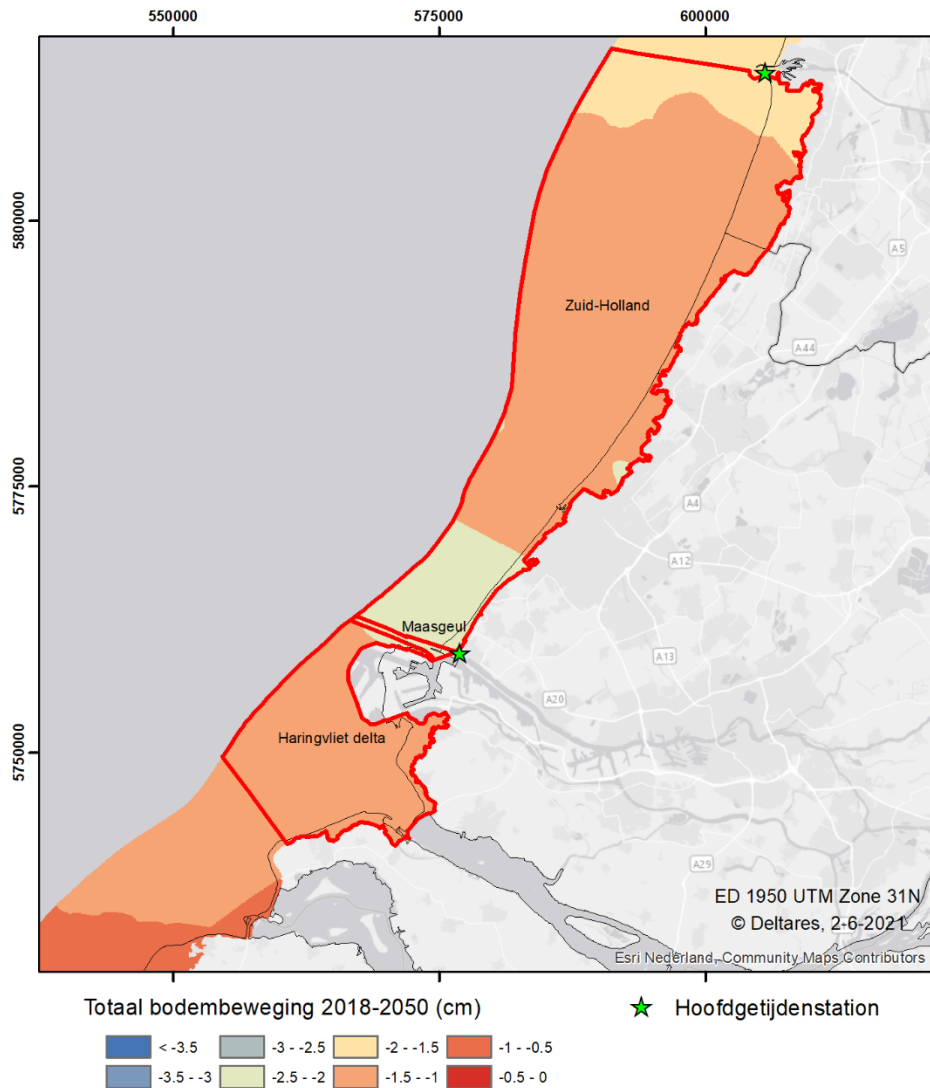 550000 575000 600000
5800000
A5
Zuid-Holland
A44
5775000
A4
A12
Maasgeul
A13
A20
5750000
Haringvliet delta
A29
ED 1950 UTM Zone 31N
© Deltares, 2-6-2021
Esri Nederland, Community Maps Contributors
Totaal bodembeweging 2018-2050 (cm)
Hoofdgetijdenstation
< -3.5 -3 - -2.5 -2 - -1.5 -1 - -0.5
-3.5 - -3 -2.5 - -2 -1.5 - -1 -0.5 - 0